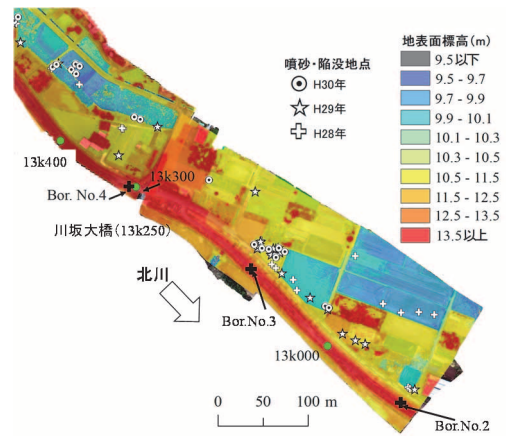 噴砂・陥没地点
H30年
H29年
H28年
地表面標高(m)
9.5以下
9.5 - 9.7
9.7 - 9.9
9.9 - 10.1
10.1 - 10.3
10.3 - 10.5
10.5 - 11.5
11.5 - 12.5
12.5 - 13.5
13.5以上
13k400
13k300
Bor. No.4
川坂大橋(13k250)
北川
Bor.No.3
13k000
0 50 100 m
Bor.No.2